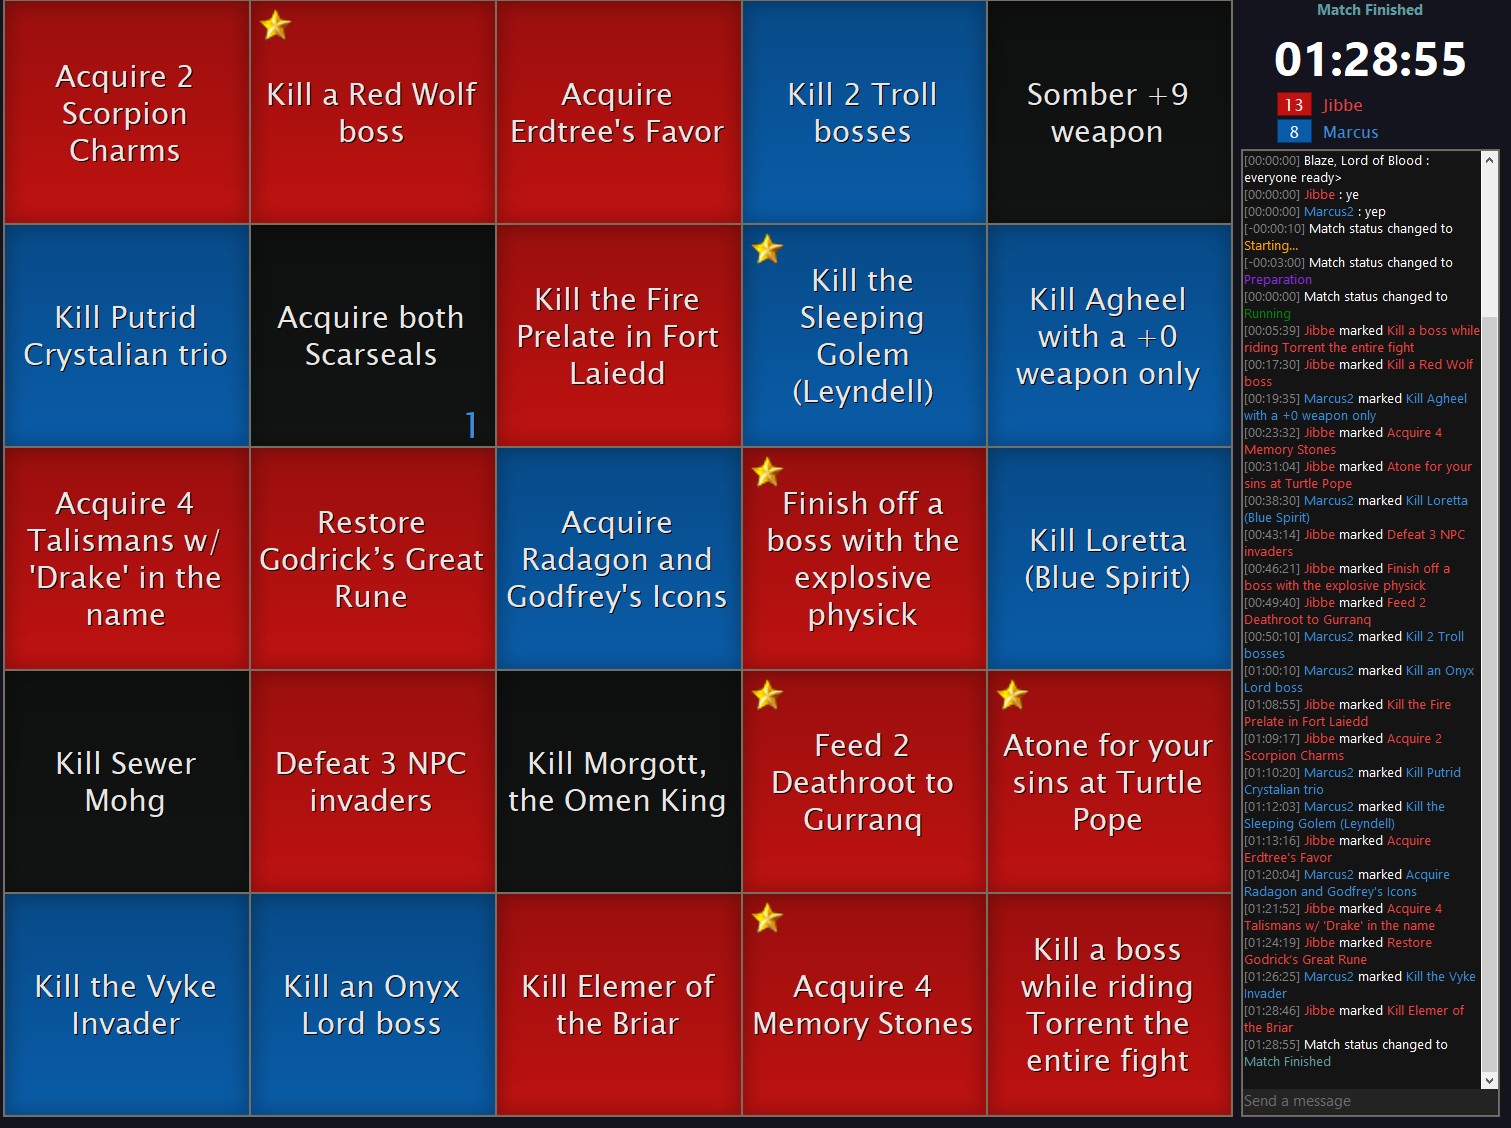 Acquire 2
Scorpion
Charms
Kill a Red Wolf
boss
Acquire
Erdtree's Favor
Kill 2 Troll
bosses
Somber +9
weapon
Kill Putrid
Crystalian trio
Acquire both
Scarseals
1
Kill the Fire
Prelate in Fort
Laiedd
Kill the
Sleeping
Golem
(Leyndell)
Kill Agheel
with a +0
weapon only
Acquire 4
Talismans w/
'Drake' in the
name
Restore
Godrick’s Great
Rune
Acquire
Radagon and
Godfrey's Icons
Finish off a
boss with the
explosive
physick
Kill Loretta
(Blue Spirit)
Kill Sewer
Mohg
Defeat 3 NPC
invaders
Kill Morgott,
the Omen King
Feed 2
Deathroot to
Gurranq
Atone for your
sins at Turtle
Pope
Kill the Vyke
Invader
Kill an Onyx
Lord boss
Kill Elemer of
the Briar
Acquire 4
Memory Stones
Kill a boss
while riding
Torrent the
entire fight
Match Finished
01:28:55
13 Jibbe
8 Marcus
[00:00:00] Blaze, Lord of Blood :
everyone ready>
[00:00:00] Jibbe : ye
[00:00:00] Marcus2 : yep
[-00:00:10] Match status changed to
Starting...
[-00:03:00] Match status changed to
Preparation
[00:00:00] Match status changed to
Running
[00:05:39] Jibbe marked Kill a boss while
riding Torrent the entire fight
[00:17:30] Jibbe marked Kill a Red Wolf
boss
[00:19:35] Marcus2 marked Kill Agheel
with a +0 weapon only
[00:23:32] Jibbe marked Acquire 4
Memory Stones
[00:31:04] Jibbe marked Atone for your
sins at Turtle Pope
[00:38:30] Marcus2 marked Kill Loretta
(Blue Spirit)
[00:43:14] Jibbe marked Defeat 3 NPC
invaders
[00:46:21] Jibbe marked Finish off a
boss with the explosive physick
[00:49:40] Jibbe marked Feed 2
Deathroot to Gurranq
[00:50:10] Marcus2 marked Kill 2 Troll
bosses
[01:00:10] Marcus2 marked Kill an Onyx
Lord boss
[01:08:55] Jibbe marked Kill the Fire
Prelate in Fort Laiedd
[01:09:17] Jibbe marked Acquire 2
Scorpion Charms
[01:10:20] Marcus2 marked Kill Putrid
Crystalian trio
[01:12:03] Marcus2 marked Kill the
Sleeping Golem (Leyndell)
[01:13:16] Jibbe marked Acquire
Erdtree's Favor
[01:20:04] Marcus2 marked Acquire
Radagon and Godfrey's Icons
[01:21:52] Jibbe marked Acquire 4
Talismans w/ 'Drake' in the name
[01:24:19] Jibbe marked Restore
Godrick's Great Rune
[01:26:25] Marcus2 marked Kill the Vyke
Invader
[01:28:46] Jibbe marked Kill Elemer of
the Briar
[01:28:55] Match status changed to
Match Finished
Send a message